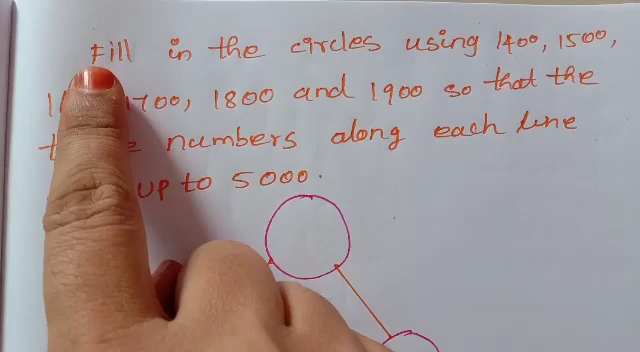 Fill in the circles using 1400, 1500,
1700, 1800 and 1900 so that the
numbers along each line
up to 5000.